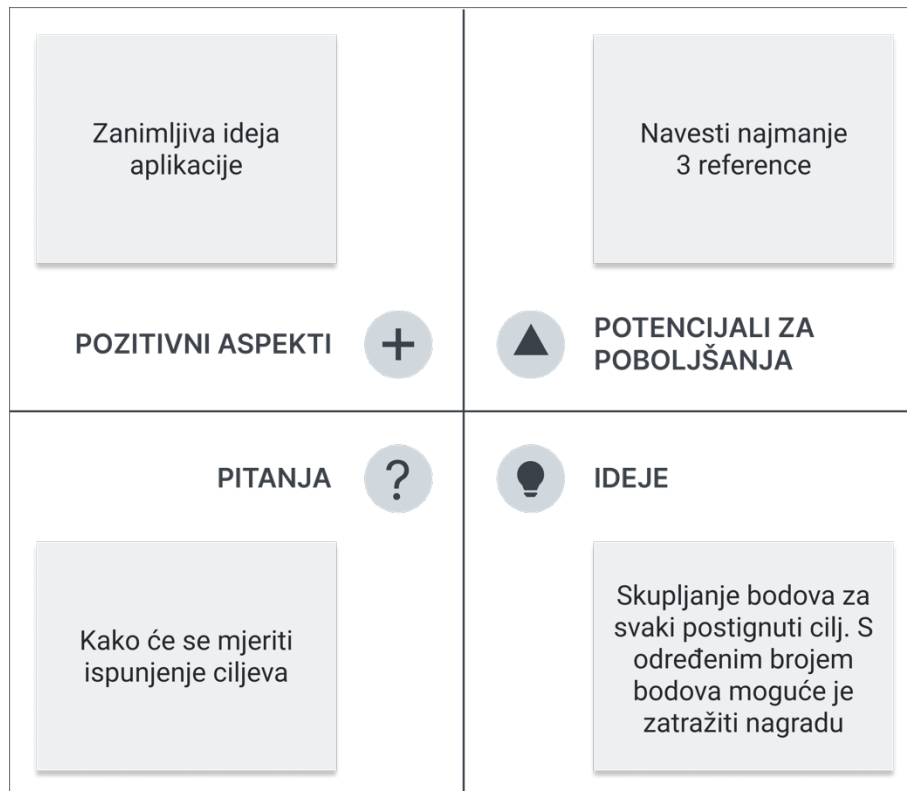 Zanimljiva ideja
aplikacije
Navesti najmanje
3 reference
POZITIVNI ASPEKTI
+
POTENCIJALI ZA
POBOLJŠANJA
PITANJA
?
IDEJE
Kako će se mjeriti
ispunjenje ciljeva
Skupljanje bodova za
svaki postignuti cilj. S
određenim brojem
bodova moguće je
zatražiti nagradu